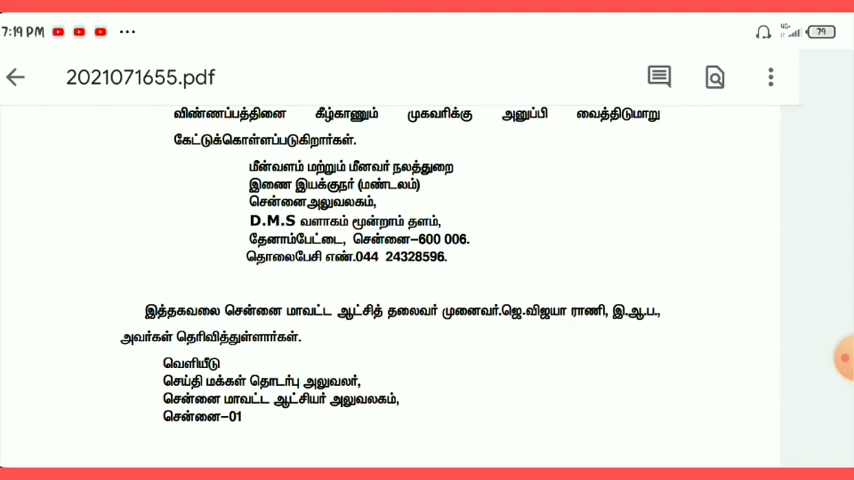 7:19 PM ... 4G+ 79
2021071655.pdf
விண்ணப்பத்தினை கீழ்காணும் முகவரிக்கு அனுப்பி வைத்திடுமாறு
கேட்டுக்கொள்ளப்படுகிறார்கள்.
மீன்வளம் மற்றும் மீனவர் நலத்துறை
இணை இயக்குநர் (மண்டலம்)
சென்னைஅலுவலகம்,
D.M.S வளாகம் மூன்றாம் தளம்,
தேனாம்பேட்டை, சென்னை-600 006.
தொலைபேசி எண்.044 24328596.
இத்தகவலை சென்னை மாவட்ட ஆட்சித் தலைவர் முனைவர்.ஜெ.விஜயா ராணி, இ.ஆ.ப.,
அவர்கள் தெரிவித்துள்ளார்கள்.
வெளியீடு
செய்தி மக்கள் தொடர்பு அலுவலர்,
சென்னை மாவட்ட ஆட்சியர் அலுவலகம்,
சென்னை-01